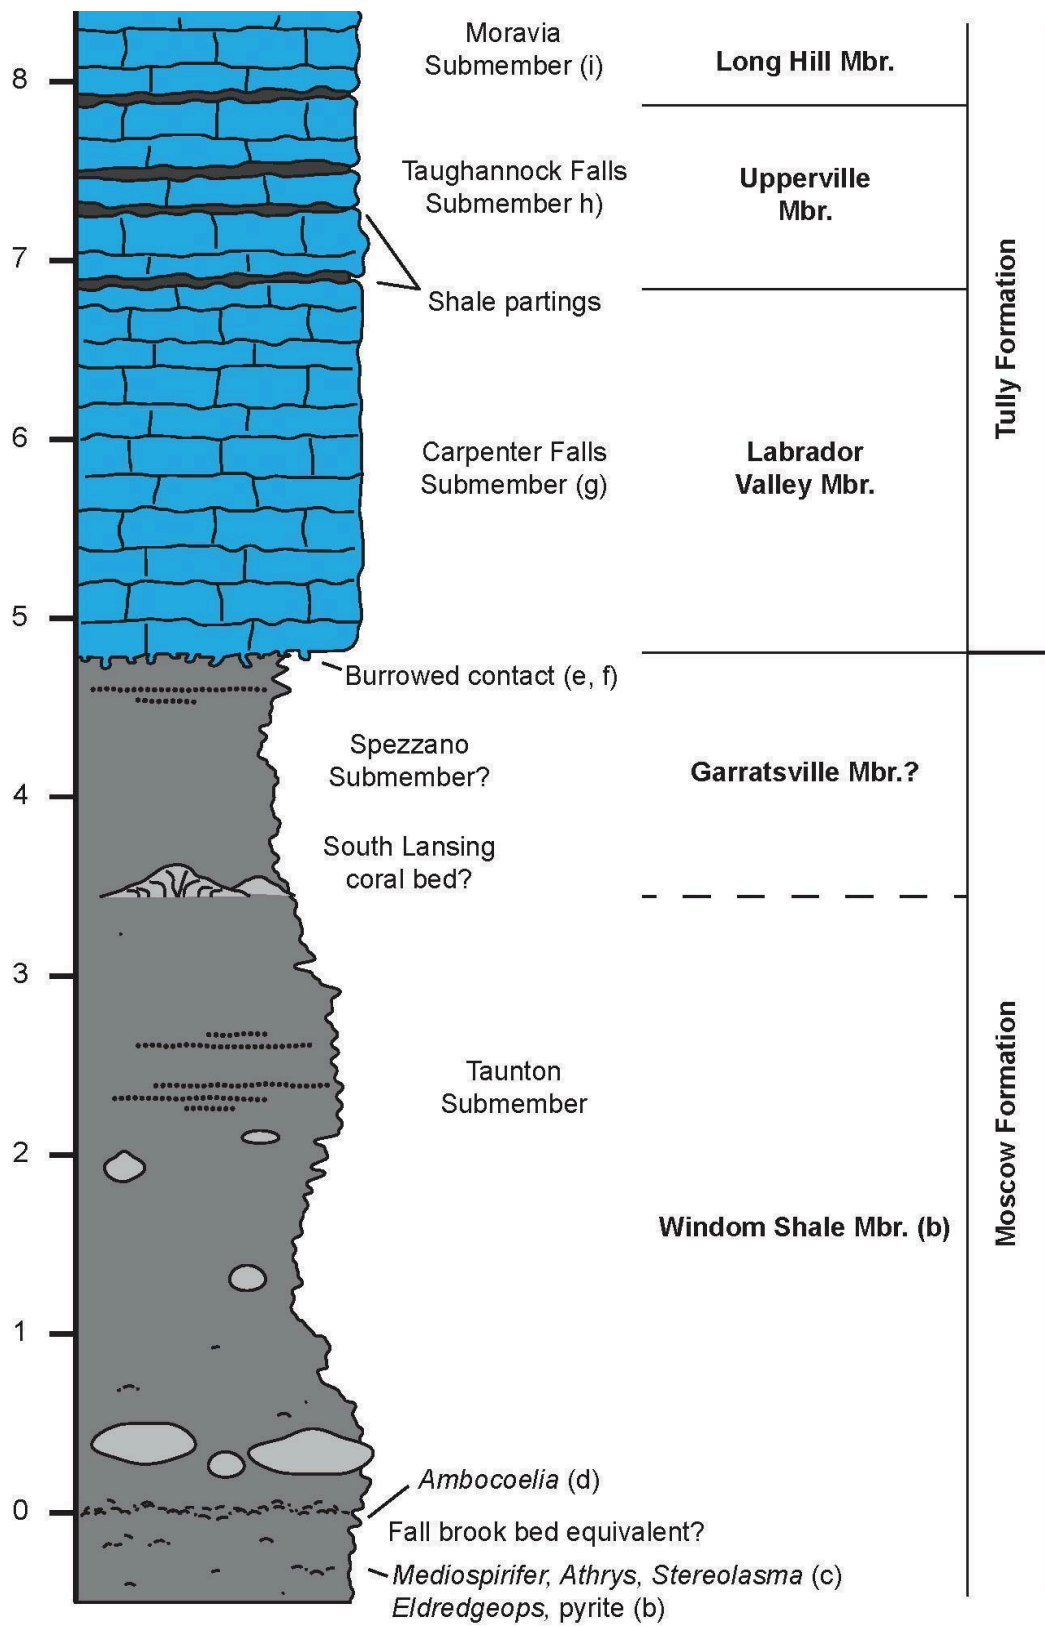 Moravia
Submember (i)
Long Hill Mbr.
8
Taughannock Falls
Submember h)
Upperville
Mbr.
7
Shale partings
Tully Formation
6
Carpenter Falls
Submember (g)
Labrador
Valley Mbr.
5
Burrowed contact (e, f)
Spezzano
Submember?
Garratsville Mbr.?
4
South Lansing
coral bed?
3
Taunton
Submember
Moscow Formation
2
Windom Shale Mbr. (b)
1
Ambocoelia (d)
0
Fall brook bed equivalent?
Mediospirifer, Athrys, Stereolasma (c)
Eldredgeops, pyrite (b)